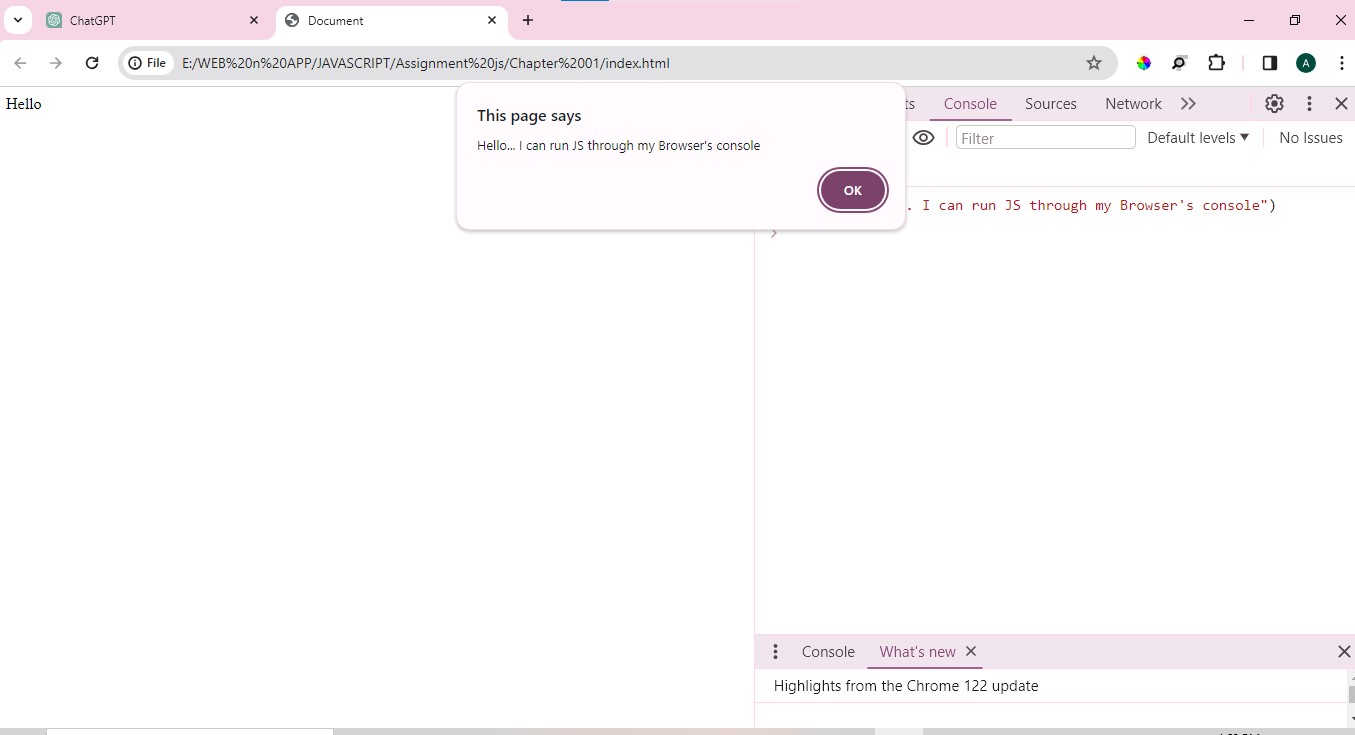 ChatGPT
Document
File
E:/WEB%20n%20APP/JAVASCRIPT/Assignment%20js/Chapter%2001/index.html
A
Hello
This page says
Hello... I can run JS through my Browser's console
OK
ts
Console
Sources
Network
Filter
Default levels
No Issues
. I can run JS through my Browser's console")
Console
What's new
Highlights from the Chrome 122 update